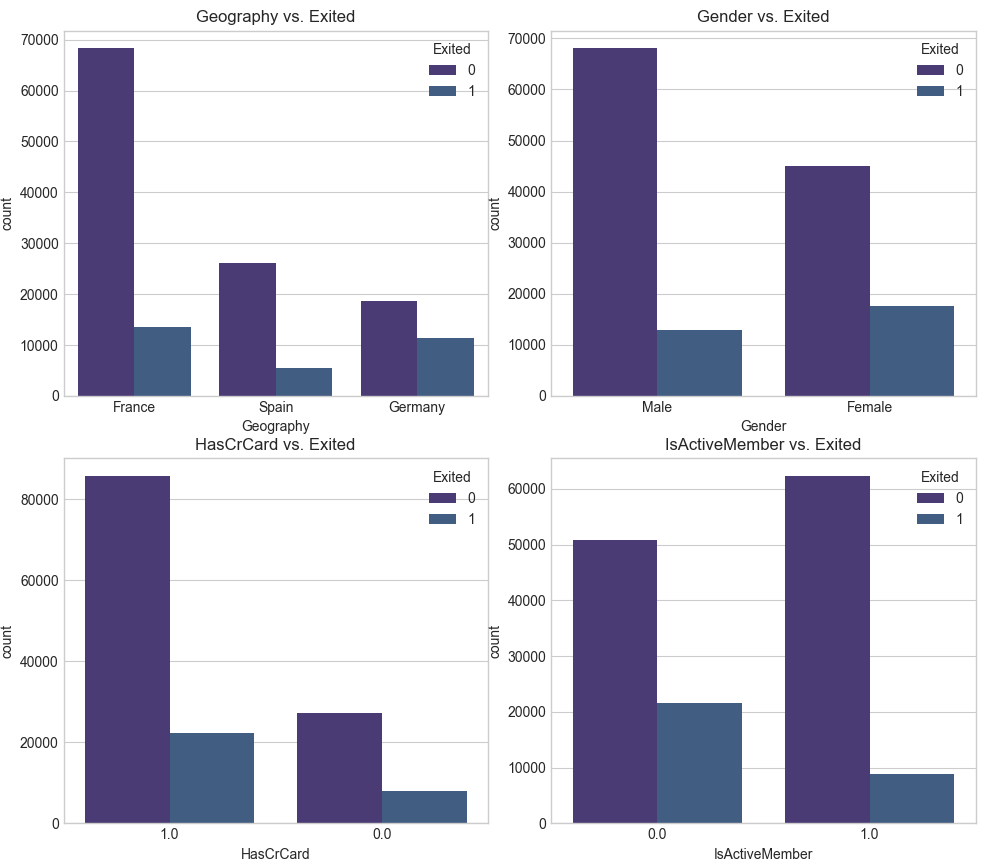 Geography vs. Exited
70000
60000
50000
40000
30000
20000
10000
0
count
Exited
0
1
France Spain Germany
Geography
Gender vs. Exited
70000
60000
50000
40000
30000
20000
10000
0
count
Exited
0
1
Male Female
Gender
HasCrCard vs. Exited
80000
60000
40000
20000
0
count
Exited
0
1
1.0 0.0
HasCrCard
IsActiveMember vs. Exited
60000
50000
40000
30000
20000
10000
0
count
Exited
0
1
0.0 1.0
IsActiveMember